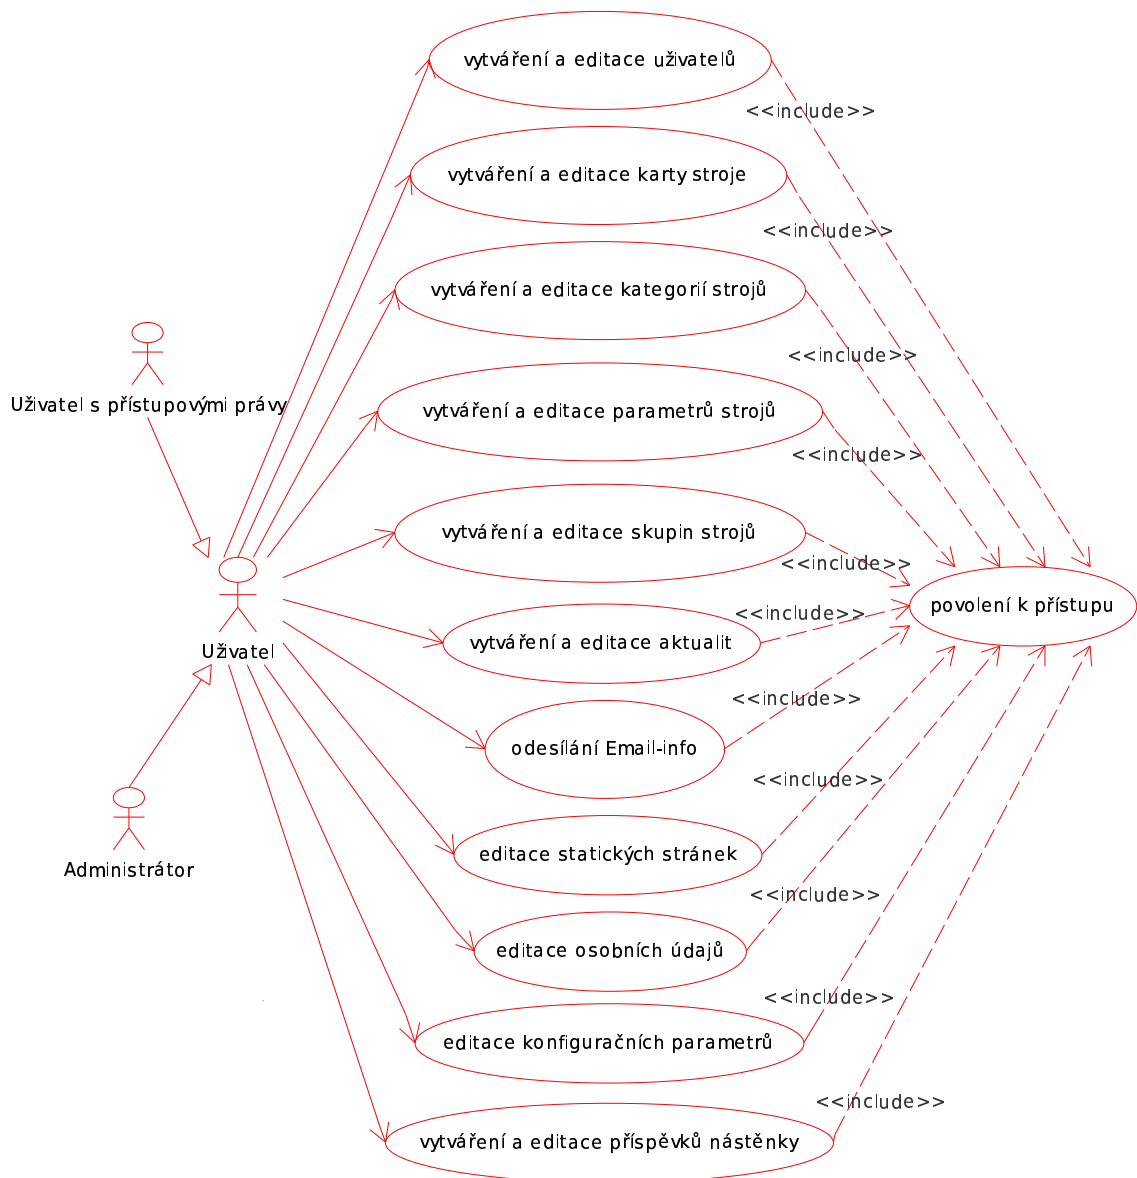 vytváření a editace uživatelů
<<include>>
vytváření a editace karty stroje
<<include>>
vytváření a editace kategorií strojů
<<include>>
Uživatel s přístupovými právy
vytváření a editace parametrů strojů
<<include>>
vytváření a editace skupin strojů
<<include>>
povolení k přístupu
<<include>>
vytváření a editace aktualit
Uživatel
<<include>>
odesílání Email-info
<<include>>
editace statických stránek
Administrátor
<<include>>
editace osobních údajů
<<include>>
editace konfiguračních parametrů
<<include>>
vytváření a editace příspěvků nástěnky